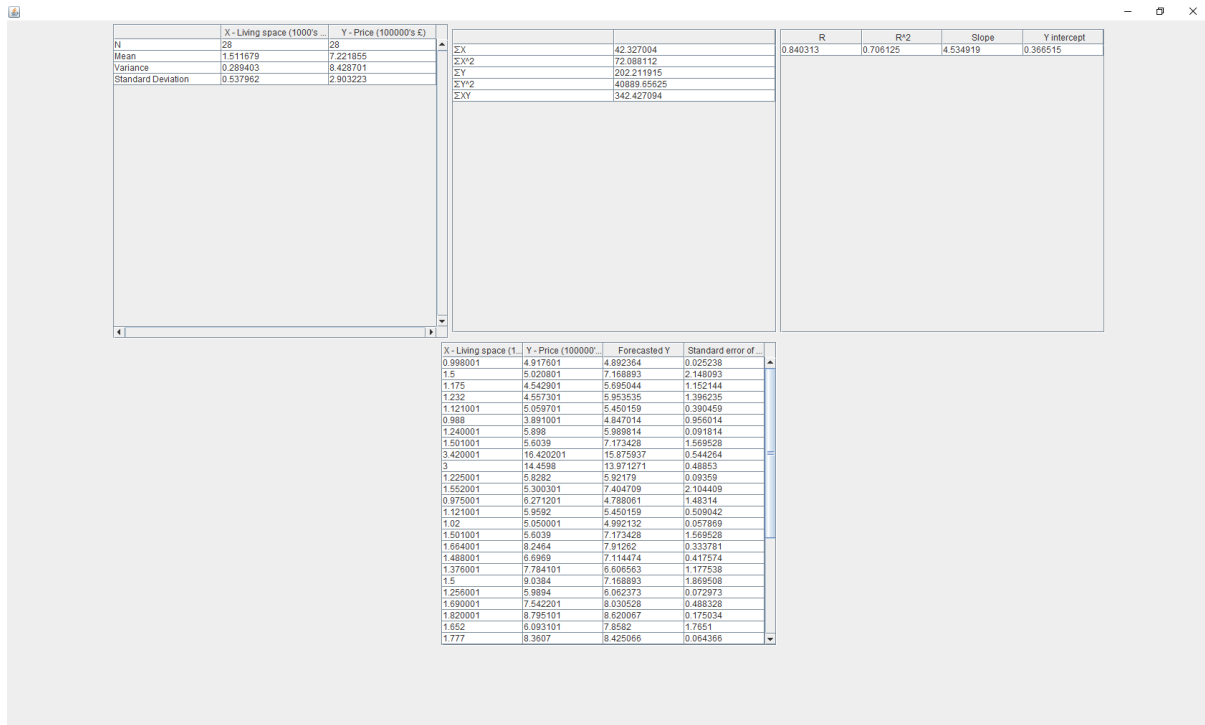 X - Living space (1000's ... Y - Price (100000's £)
N 28 28
Mean 1.511679 7.221855
Variance 0.289403 8.428701
Standard Deviation 0.537962 2.903223
ΣX 42.327004
ΣX^2 72.088112
ΣY 202.211915
ΣY^2 40889.65625
ΣXY 342.427094
R R^2 Slope Y intercept
0.840313 0.706125 4.534919 0.366515
X - Living space (1... Y - Price (100000'... Forecasted Y Standard error of ...
0.998001 4.917601 4.892364 0.025238
1.5 5.020801 7.168893 2.148093
1.175 4.542901 5.695044 1.152144
1.232 4.557301 5.953535 1.396235
1.121001 5.059701 5.450159 0.390459
0.988 3.891001 4.847014 0.956014
1.240001 5.898 5.989814 0.091814
1.501001 5.6039 7.173428 1.569528
3.420001 16.420201 15.875937 0.544264
3 14.4598 13.971271 0.48853
1.225001 5.8282 5.92179 0.09359
1.552001 5.300301 7.404709 2.104409
0.975001 6.271201 4.788061 1.48314
1.121001 5.9592 5.450159 0.509042
1.02 5.050001 4.992132 0.057869
1.501001 5.6039 7.173428 1.569528
1.664001 8.2464 7.91262 0.333781
1.488001 6.6969 7.114474 0.417574
1.376001 7.784101 6.606563 1.177538
1.5 9.0384 7.168893 1.869508
1.256001 5.9894 6.062373 0.072973
1.690001 7.542201 8.030528 0.488328
1.820001 8.795101 8.620067 0.175034
1.652 6.093101 7.8582 1.7651
1.777 8.3607 8.425066 0.064366